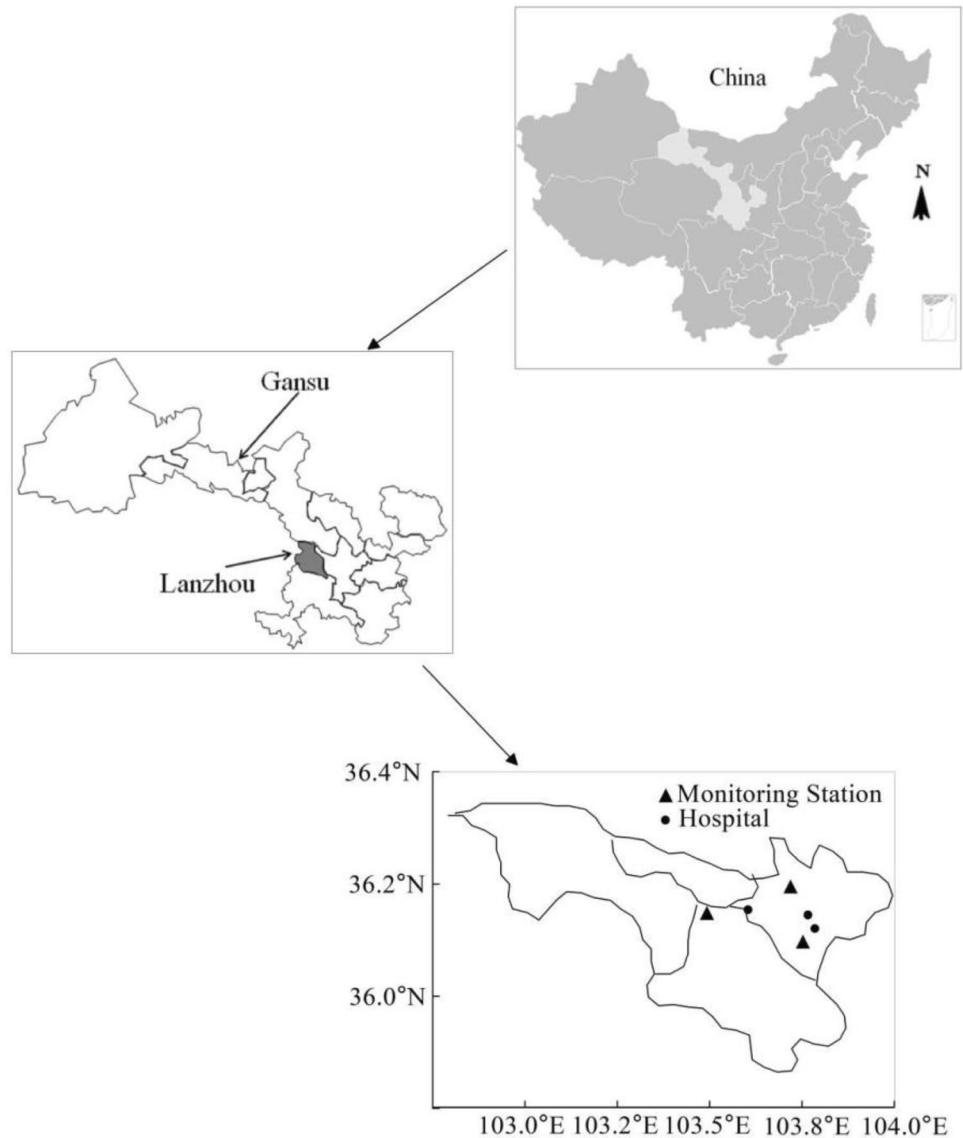 China
N
Gansu
Lanzhou
36.4°N
▲ Monitoring Station
● Hospital
36.2°N
36.0°N
103.0°E 103.2°E 103.5°E 103.8°E 104.0°E